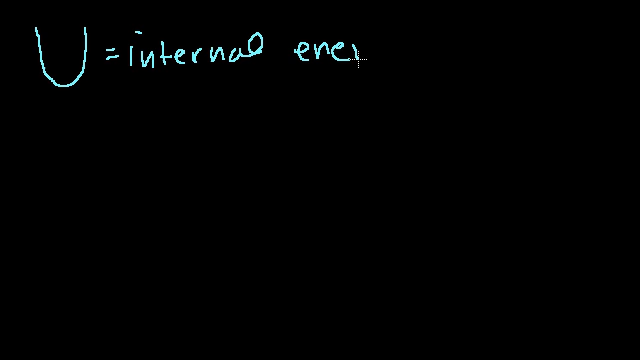 U = internal ener